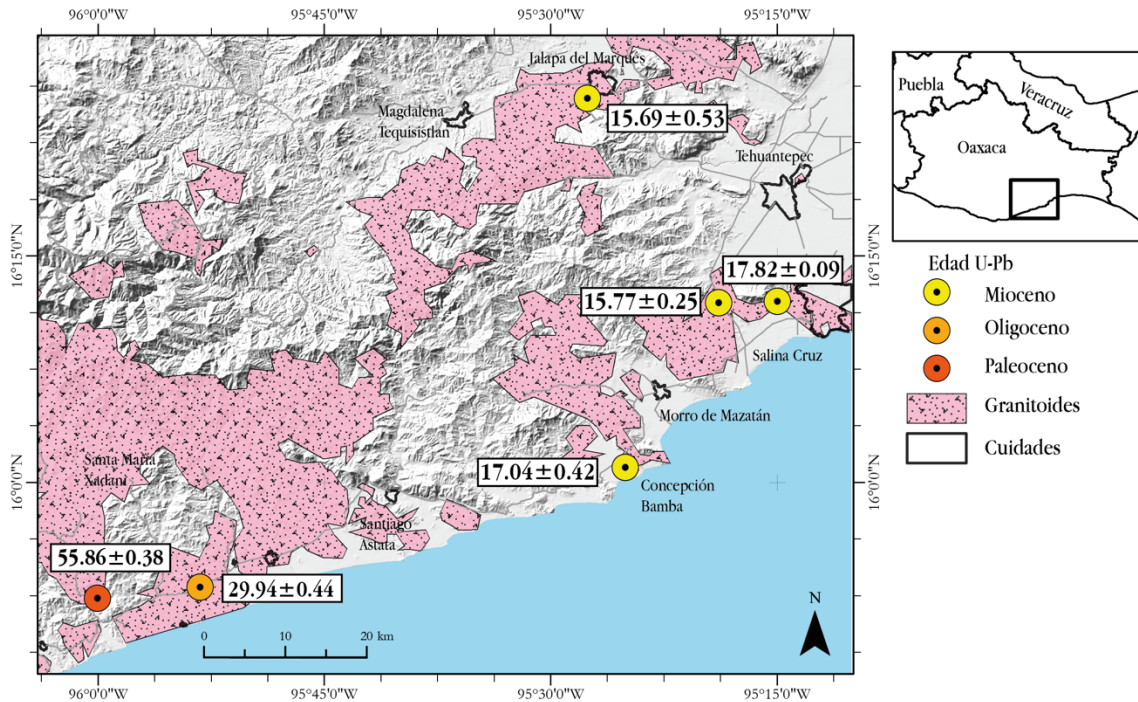 96°0'0"W
95°45'0"W
95°30'0"W
95°15'0"W
16°15'0"N
16°0'0"N
Jalapa del Marqués
Magdalena
Tequisistlán
15.69±0.53
Tehuantepec
17.82±0.09
15.77±0.25
Salina Cruz
Morro de Mazatán
17.04±0.42
Concepción
Bamba
Santa María
Xadani
Santiago
Astata
55.86±0.38
29.94±0.44
0 10 20 km
N
16°15'0"N
16°0'0"N
96°0'0"W
95°45'0"W
95°30'0"W
95°15'0"W
Puebla
Veracruz
Oaxaca
Edad U-Pb
Mioceno
Oligoceno
Paleoceno
Granitoides
Cuidades